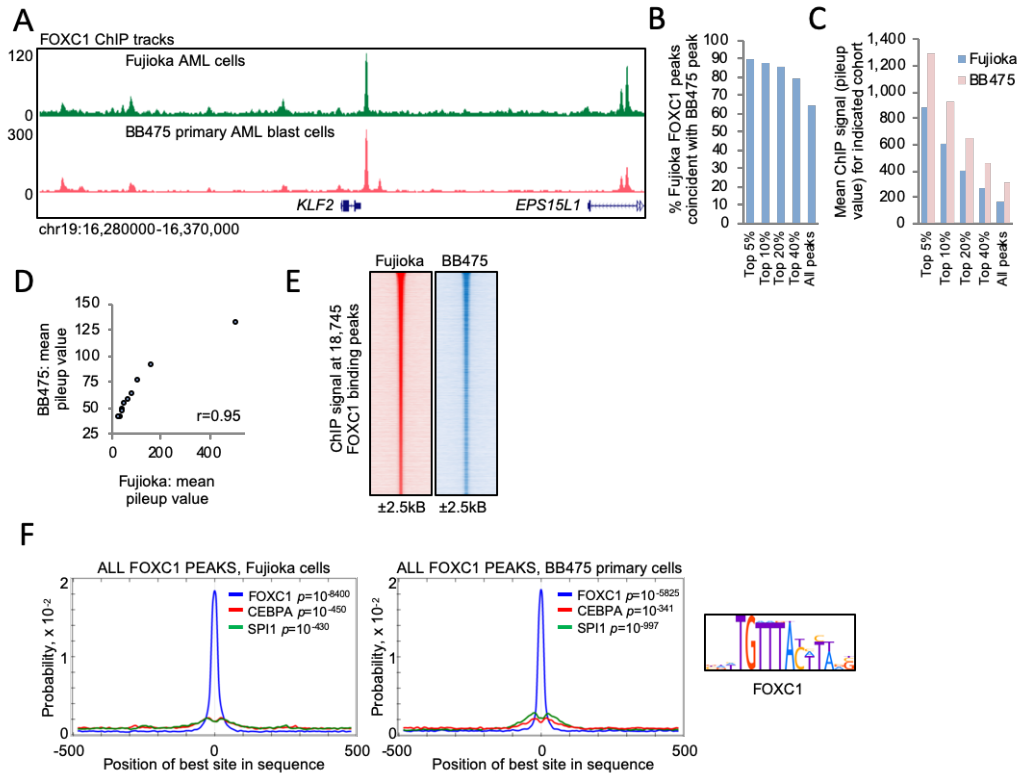 A
FOXC1 ChIP tracks
120
Fujioka AML cells
0
300
BB475 primary AML blast cells
0
KLF2
EPS15L1
chr19:16,280000-16,370,000
B
% Fujioka FOXC1 peaks
coincident with BB475 peak
100
90
80
70
60
50
40
30
20
10
0
Top 5%
Top 10%
Top 20%
Top 40%
All peaks
C
Mean ChIP signal (pileup
value) for indicated cohort
1,400
1,200
1,000
800
600
400
200
0
Fujioka
BB475
Top 5%
Top 10%
Top 20%
Top 40%
All peaks
D
BB475: mean
pileup value
150
125
100
75
50
25
r=0.95
0
200
400
Fujioka: mean
pileup value
E
Fujioka
BB475
ChIP signal at 18,745
FOXC1 binding peaks
±2.5kB
±2.5kB
F
ALL FOXC1 PEAKS, Fujioka cells
Probability, x 10-2
2
1
0
FOXC1 p=10-8400
CEBPA p=10-450
SPI1 p=10-430
-500
0
500
Position of best site in sequence
ALL FOXC1 PEAKS, BB475 primary cells
Probability, x 10-2
2
1
0
FOXC1 p=10-5825
CEBPA p=10-341
SPI1 p=10-997
-500
0
500
Position of best site in sequence
FOXC1